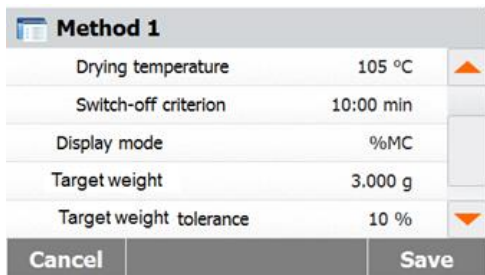 Method 1
Drying temperature 105 °C
Switch-off criterion 10:00 min
Display mode %MC
Target weight 3.000 g
Target weight tolerance 10 %
Cancel Save